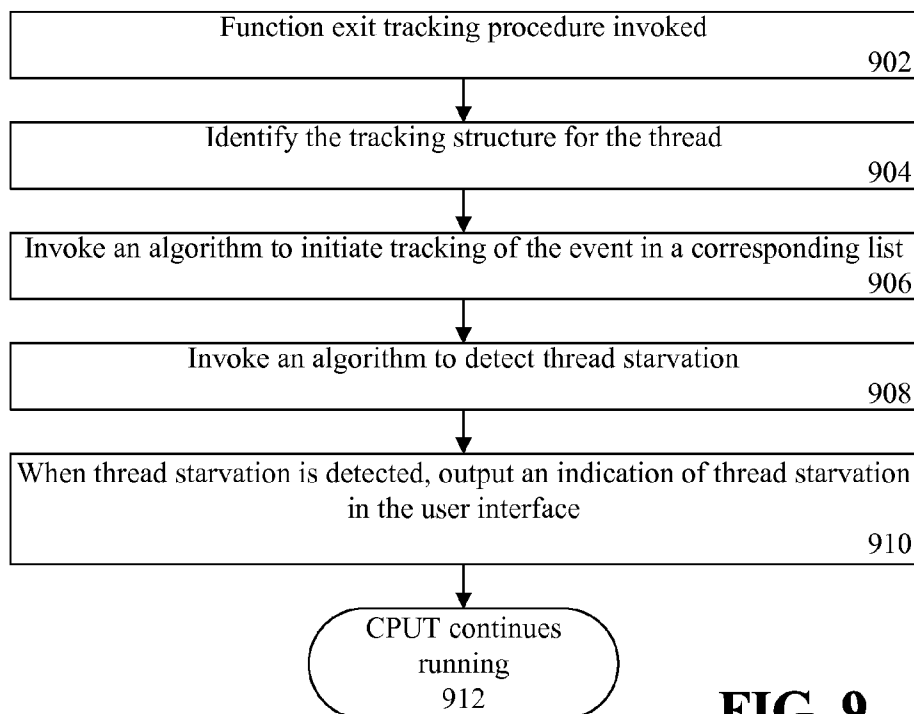 Function exit tracking procedure invoked
902
Identify the tracking structure for the thread
904
Invoke an algorithm to initiate tracking of the event in a corresponding list
906
Invoke an algorithm to detect thread starvation
908
When thread starvation is detected, output an indication of thread starvation
in the user interface
910
CPUT continues
running
912
FIG. 9